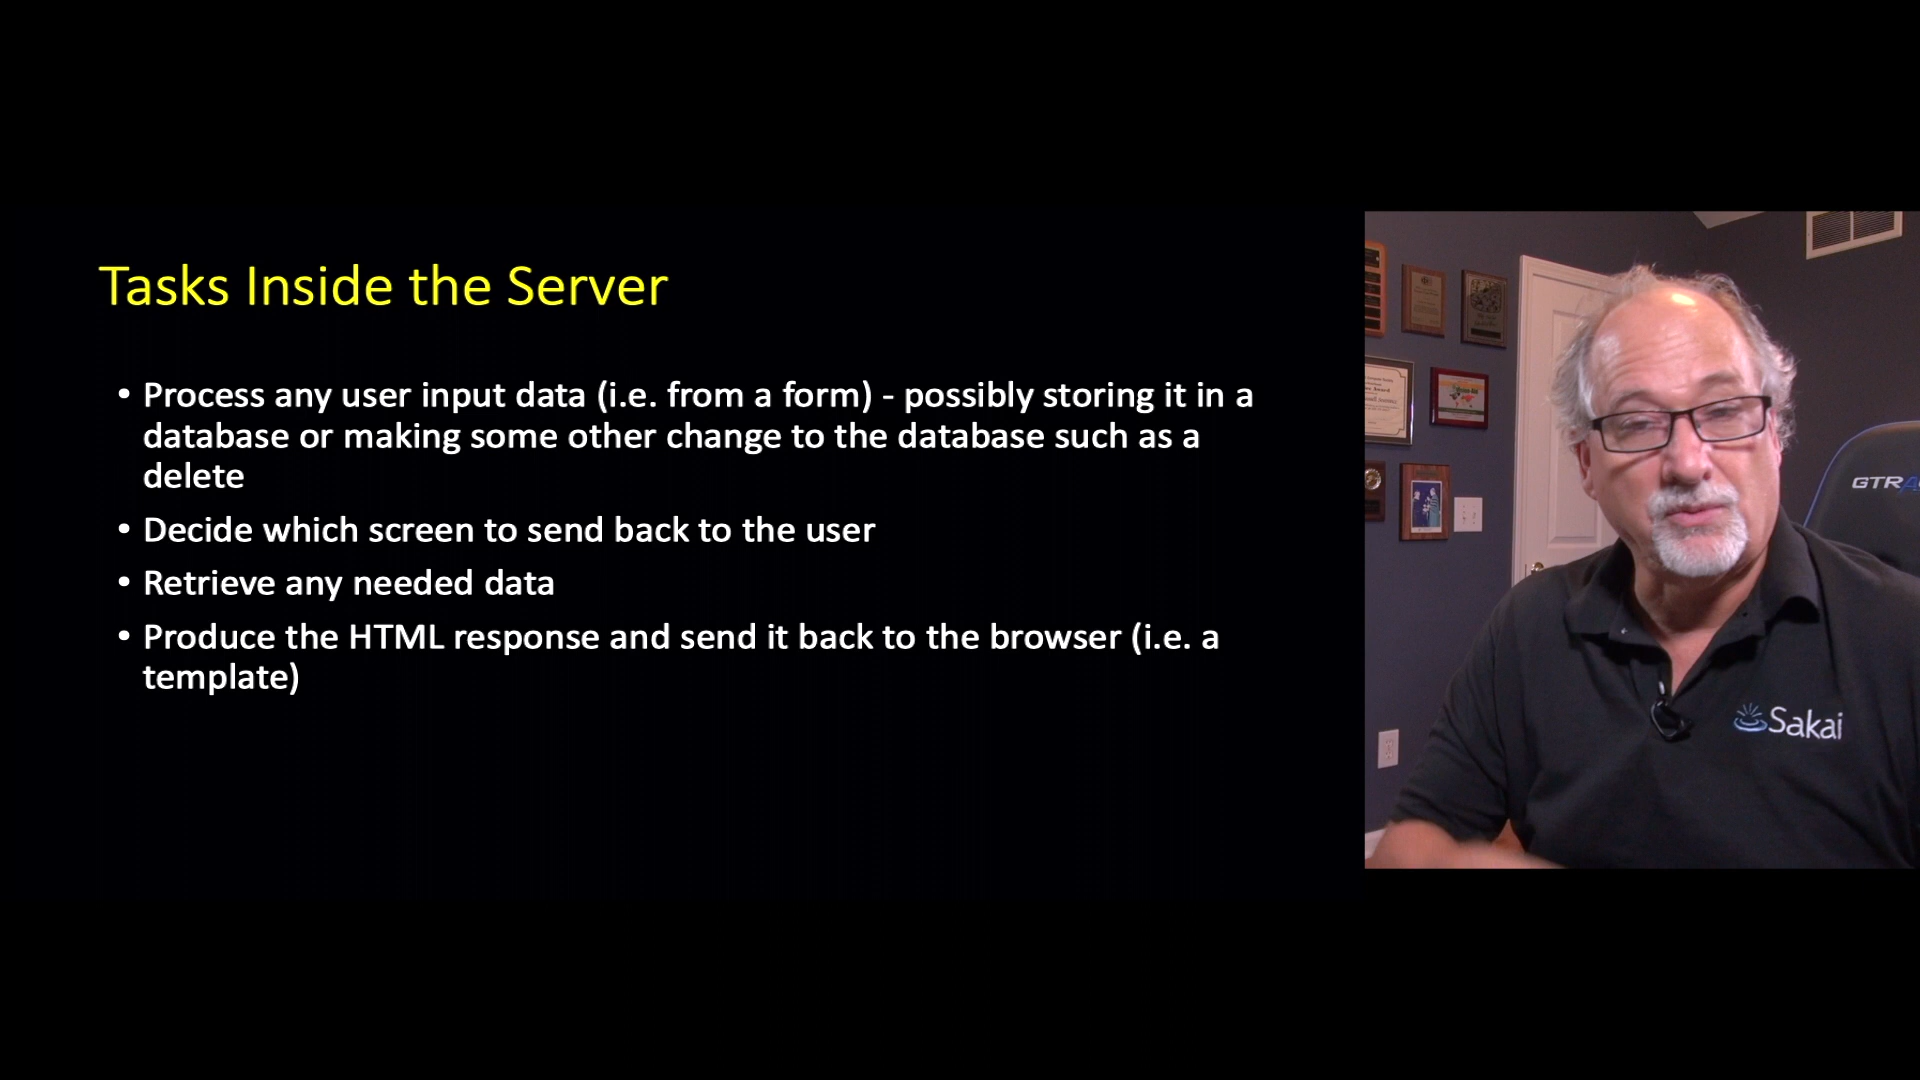 Tasks Inside the Server
• Process any user input data (i.e. from a form) - possibly storing it in a
database or making some other change to the database such as a
delete
• Decide which screen to send back to the user
• Retrieve any needed data
• Produce the HTML response and send it back to the browser (i.e. a
template)
GTRA
Sakai